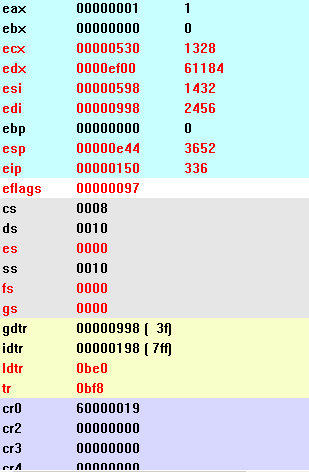 eax 00000001 1
ebx 00000000 0
ecx 00000530 1328
edx 0000ef00 61184
esi 00000598 1432
edi 00000998 2456
ebp 00000000 0
esp 00000e44 3652
eip 00000150 336
eflags 00000097
cs 0008
ds 0010
es 0000
ss 0010
fs 0000
gs 0000
gdtr 00000998 ( 3f)
idtr 00000198 ( 7ff)
ldtr 0be0
tr 0bf8
cr0 60000019
cr2 00000000
cr3 00000000
cr4 00000000